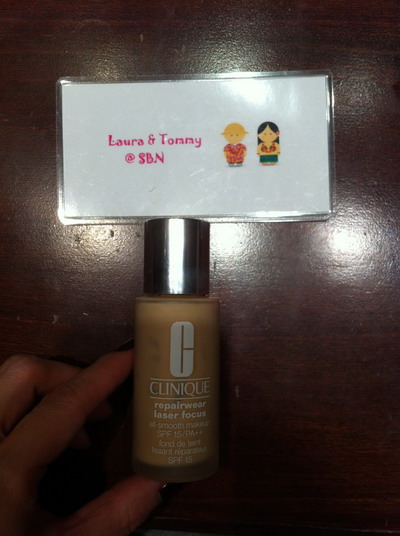 Laura & Tommy
@ SBN
C
CLINIQUE
repairwear
laser focus
all-smooth makeup
SPF 15/PA++
fond de teint
lissant réparateur
SPF 15